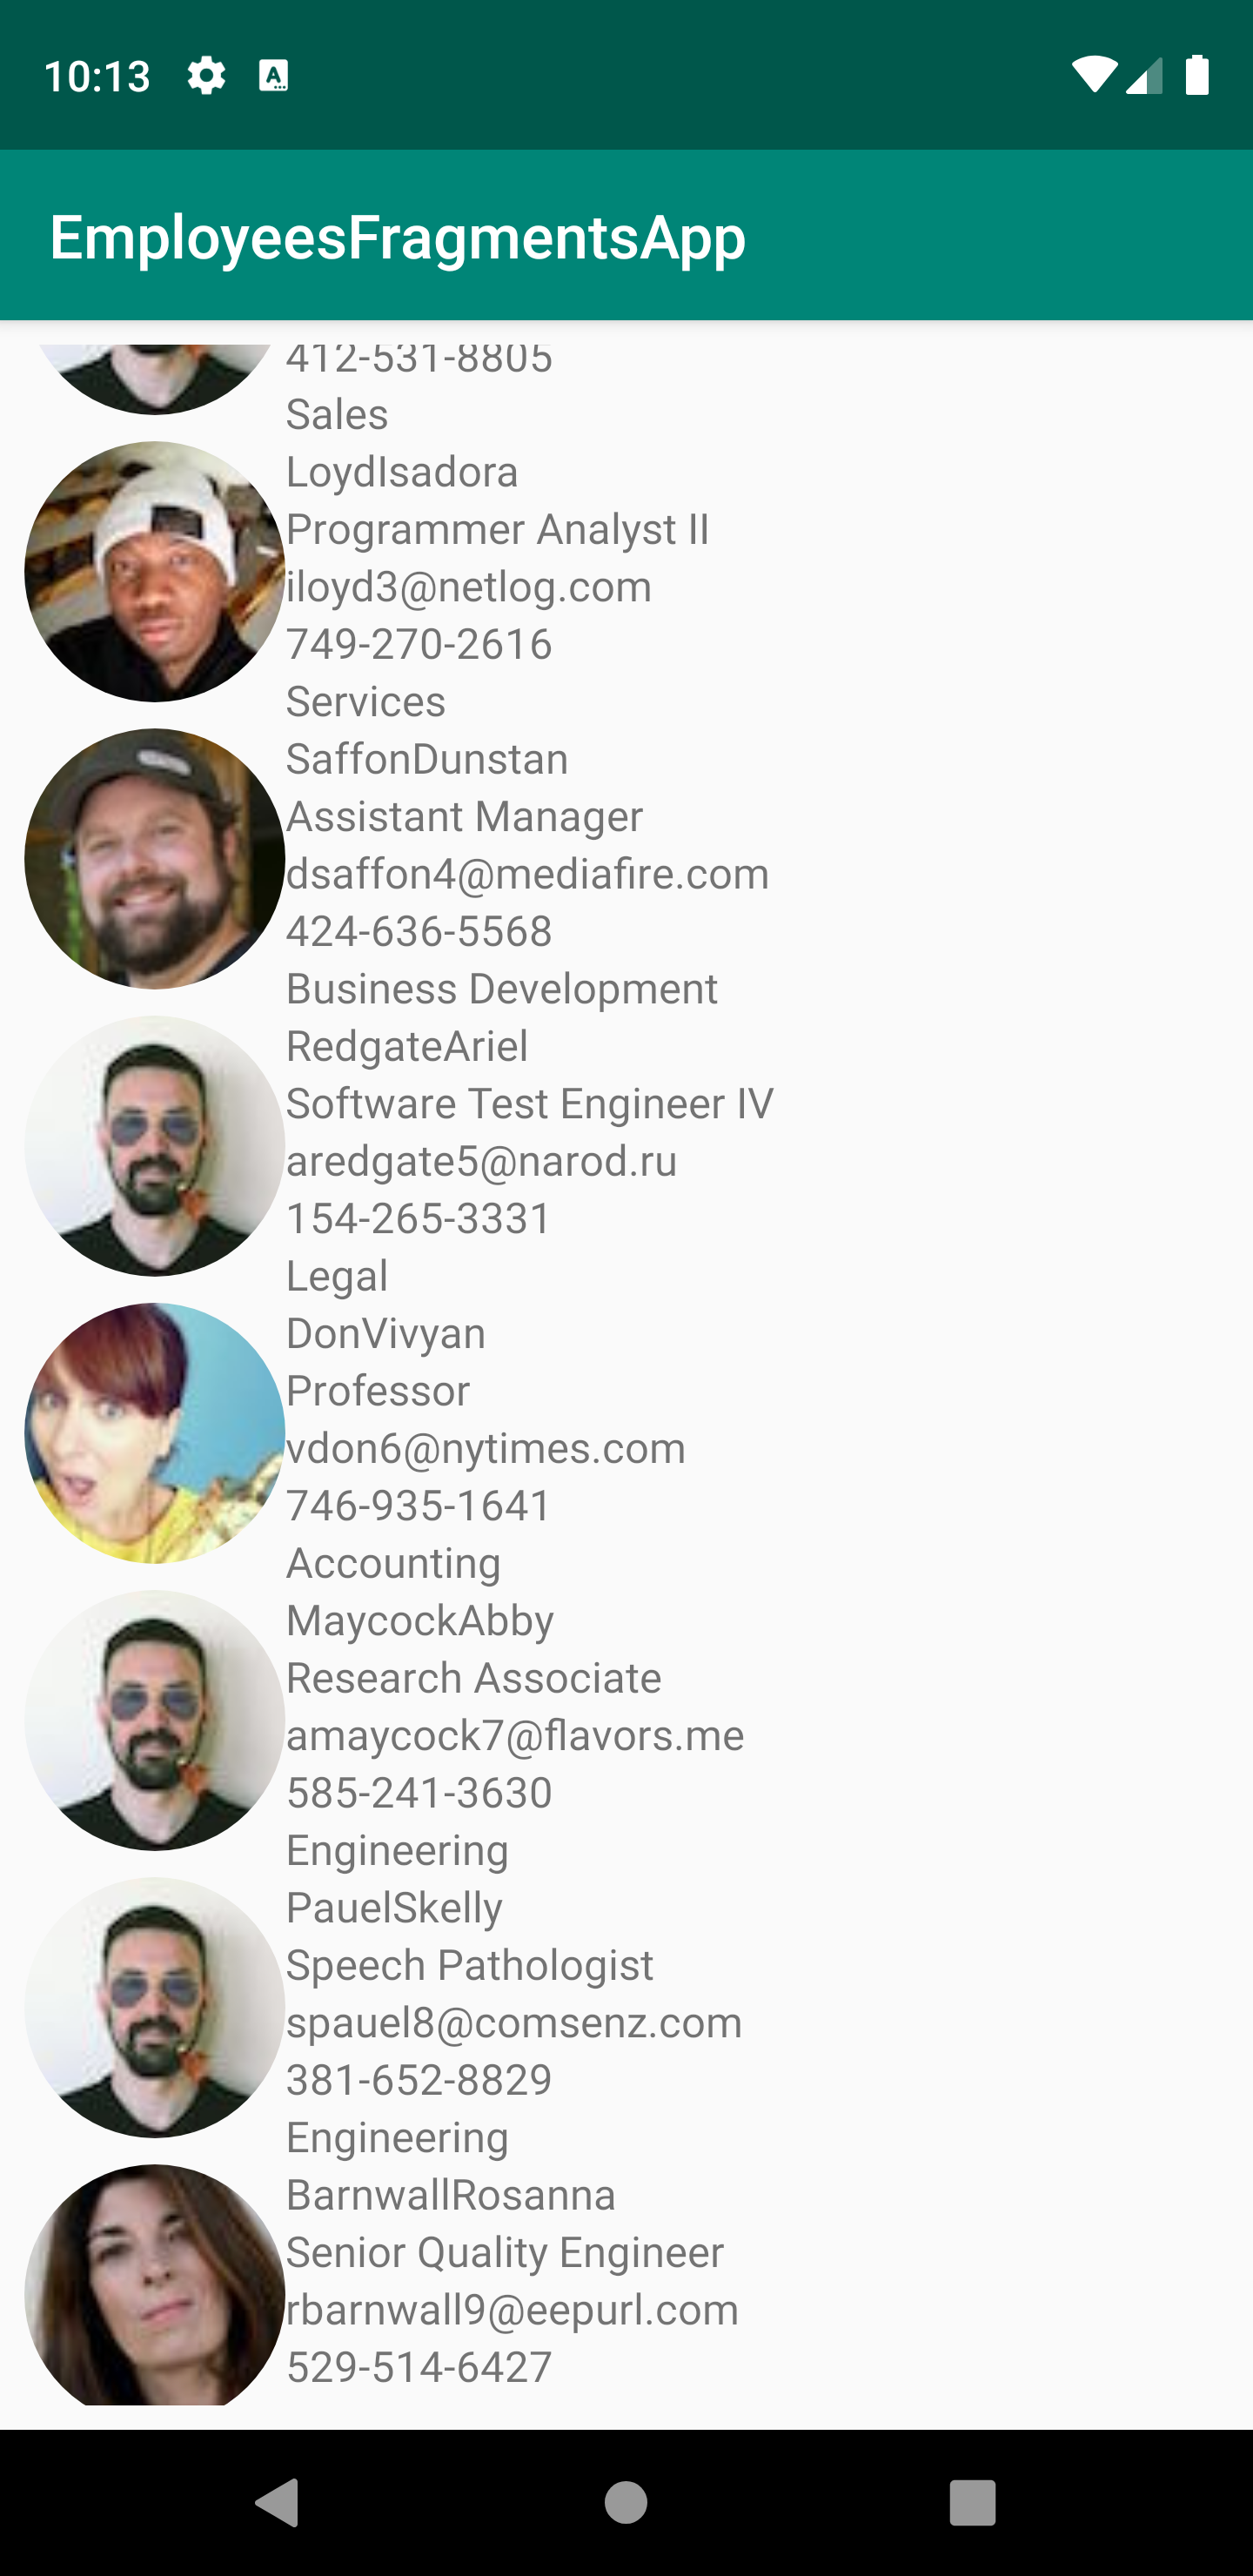 10:13
EmployeesFragmentsApp
412-531-8805
Sales
LoydIsadora
Programmer Analyst II
iloyd3@netlog.com
749-270-2616
Services
SaffonDunstan
Assistant Manager
dsaffon4@mediafire.com
424-636-5568
Business Development
RedgateAriel
Software Test Engineer IV
aredgate5@narod.ru
154-265-3331
Legal
DonVivyan
Professor
vdon6@nytimes.com
746-935-1641
Accounting
MaycockAbby
Research Associate
amaycock7@flavors.me
585-241-3630
Engineering
PauelSkelly
Speech Pathologist
spauel8@comsenz.com
381-652-8829
Engineering
BarnwallRosanna
Senior Quality Engineer
rbarnwall9@eepurl.com
529-514-6427